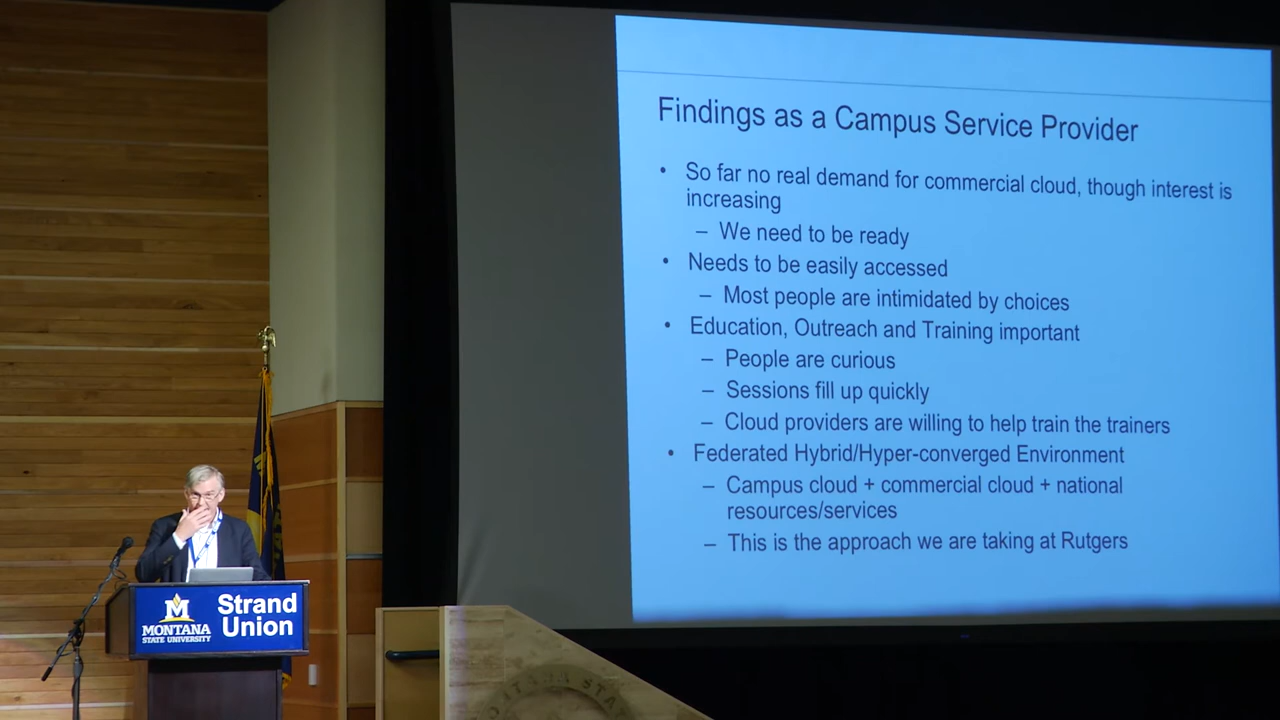 Findings as a Campus Service Provider
• So far no real demand for commercial cloud, though interest is
increasing
– We need to be ready
• Needs to be easily accessed
– Most people are intimidated by choices
• Education, Outreach and Training important
– People are curious
– Sessions fill up quickly
– Cloud providers are willing to help train the trainers
• Federated Hybrid/Hyper-converged Environment
– Campus cloud + commercial cloud + national
resources/services
– This is the approach we are taking at Rutgers
M
MONTANA
STATE UNIVERSITY
Strand
Union